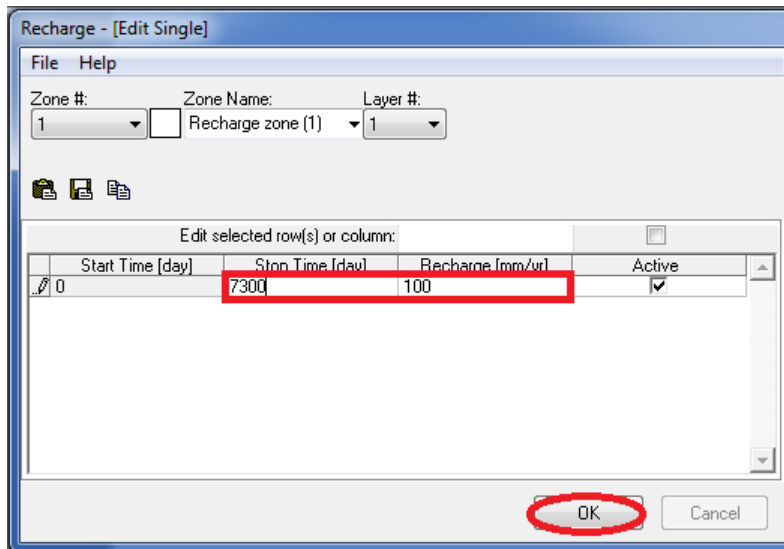 Recharge - [Edit Single]
File Help
Zone #: Zone Name: Layer #:
1 Recharge zone (1) 1
Edit selected row(s) or column:
Start Time [day] Stop Time [day] Recharge [mm/yr] Active
0 7300 100
OK Cancel